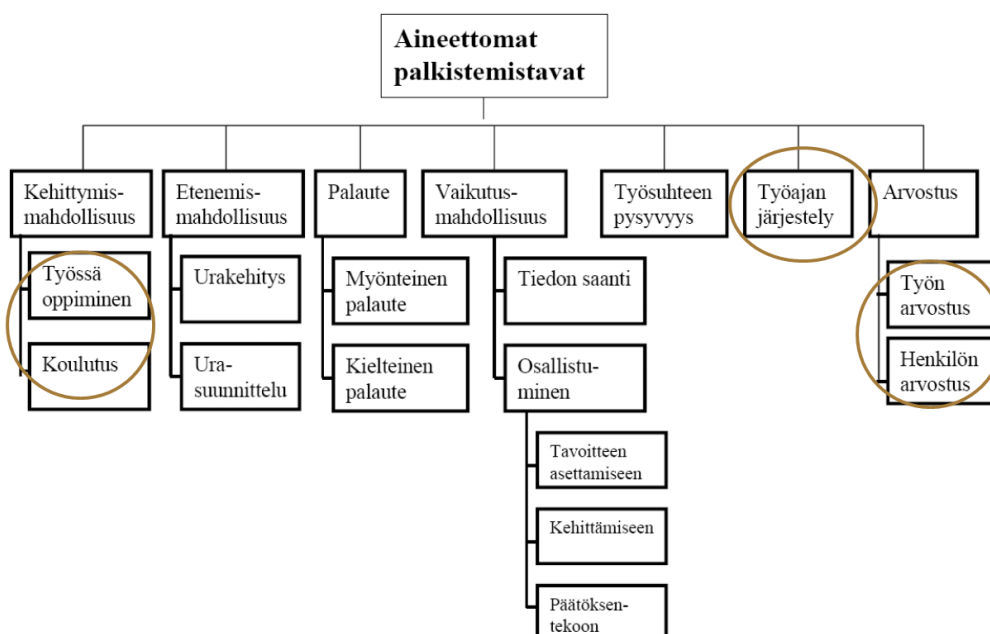 Aineettomat
palkistemistavat
Kehittymis-
mahdollisuus
Etenemis-
mahdollisuus
Palaute
Vaikutus-
mahdollisuus
Työsuhteen
pysyvyys
Työajan
järjestely
Arvostus
Työssä
oppiminen
Koulutus
Urakehitys
Ura-
suunnittelu
Myönteinen
palaute
Kielteinen
palaute
Tiedon saanti
Osallistu-
minen
Tavoitteen
asettamiseen
Kehittämiseen
Päätöksen-
tekoon
Työn
arvostus
Henkilön
arvostus